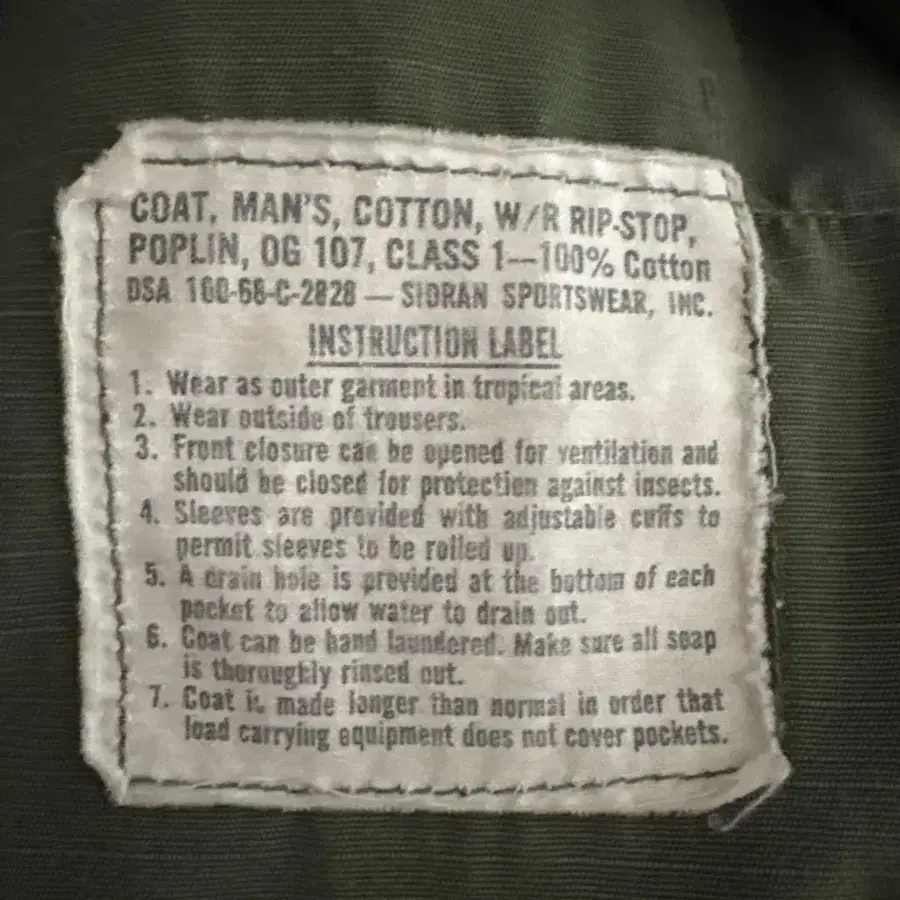 COAT, MAN'S, COTTON, W/R RIP-STOP,
POPLIN, OG 107, CLASS 1—100% Cotton
DSA 100-68-C-2828 — SIDRAN SPORTSWEAR, INC.
INSTRUCTION LABEL
1. Wear as outer garment in tropical areas.
2. Wear outside of trousers.
3. Front closure can be opened for ventilation and
should be closed for protection against insects.
4. Sleeves are provided with adjustable cuffs to
permit sleeves to be rolled up.
5. A drain hole is provided at the bottom of each
pocket to allow water to drain out.
6. Coat can be hand laundered. Make sure all soap
is thoroughly rinsed out.
7. Coat is made longer than normal in order that
load carrying equipment does not cover pockets.